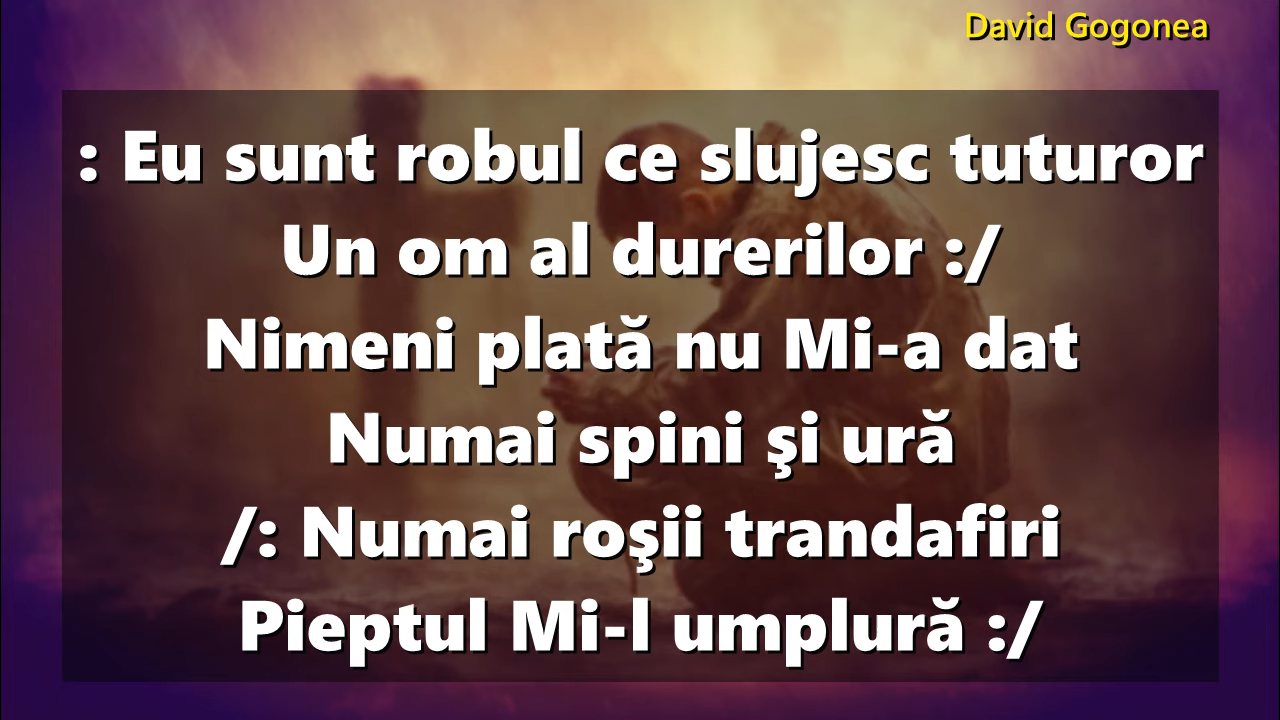 David Gogonea
: Eu sunt robul ce slujesc tuturor
Un om al durerilor :/
Nimeni plată nu Mi-a dat
Numai spini şi ură
/: Numai roşii trandafiri
Pieptul Mi-l umplură :/